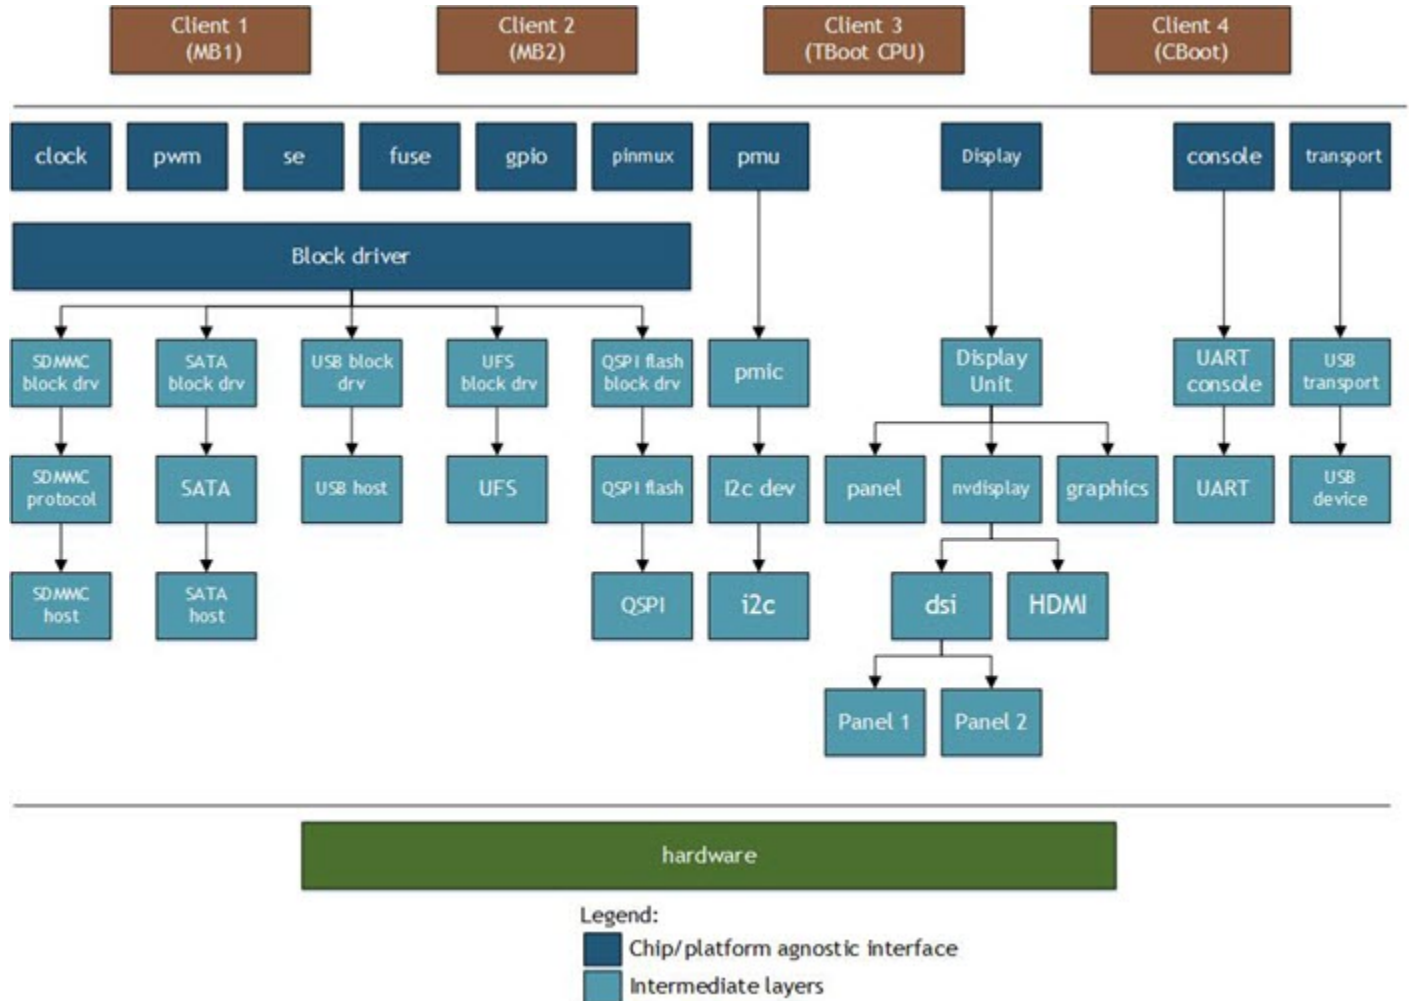 Client 1
(MB1)
Client 2
(MB2)
Client 3
(TBoot CPU)
Client 4
(CBoot)
clock
pwm
se
fuse
gpio
pinmux
pmu
Display
console
transport
Block driver
SDMMC
block drv
SATA
block drv
USB block
drv
UFS
block drv
QSPI flash
block drv
pmic
Display
Unit
UART
console
USB
transport
SDMMC
protocol
SATA
USB host
UFS
QSPI flash
I2c dev
panel
nvdisplay
graphics
UART
USB
device
SDMMC
host
SATA
host
QSPI
i2c
dsi
HDMI
Panel 1
Panel 2
hardware
Legend:
Chip/platform agnostic interface
Intermediate layers